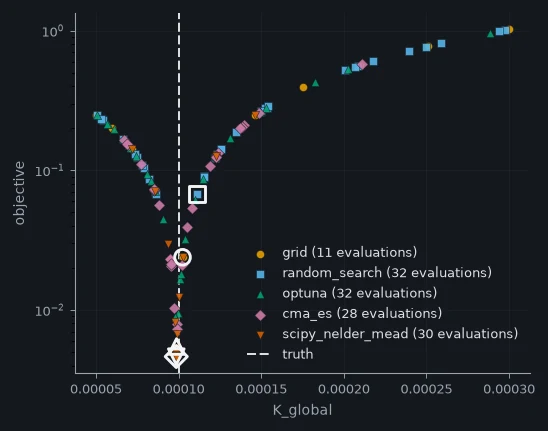 10⁰
10⁻¹
10⁻²
objective
grid (11 evaluations)
random_search (32 evaluations)
optuna (32 evaluations)
cma_es (28 evaluations)
scipy_nelder_mead (30 evaluations)
truth
0.00005 0.00010 0.00015 0.00020 0.00025 0.00030
K_global